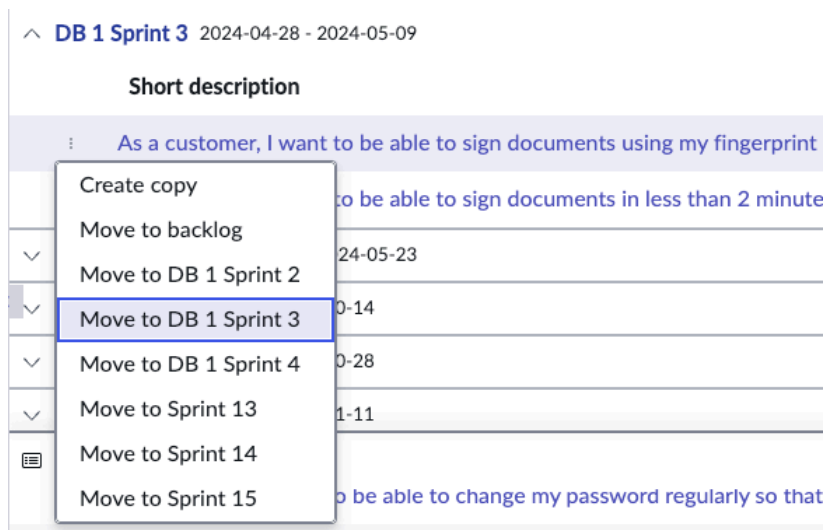 DB 1 Sprint 3 2024-04-28 - 2024-05-09
Short description
As a customer, I want to be able to sign documents using my fingerprint
Create copy
to be able to sign documents in less than 2 minute
Move to backlog
24-05-23
Move to DB 1 Sprint 2
0-14
Move to DB 1 Sprint 3
0-28
Move to DB 1 Sprint 4
1-11
Move to Sprint 13
Move to Sprint 14
o be able to change my password regularly so that
Move to Sprint 15